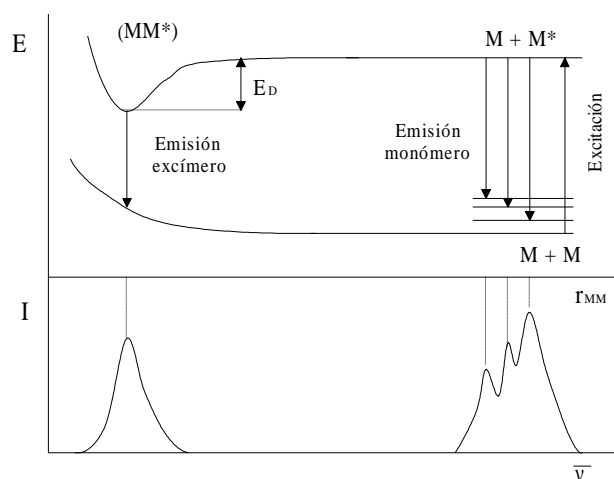 E
(MM*)
M + M*
E_D
Emisión
excímero
Emisión
monómero
Excitación
M + M
r_MM
I
ν̅